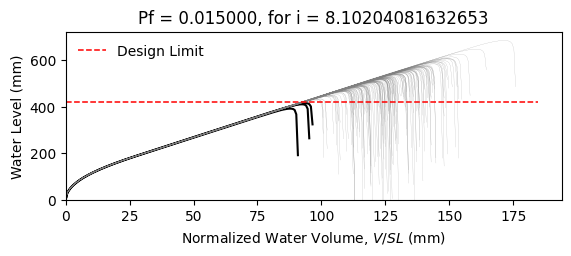 Pf = 0.015000, for i = 8.10204081632653
Design Limit
Water Level (mm)
600
400
200
0
0 25 50 75 100 125 150 175
Normalized Water Volume, V/SL (mm)